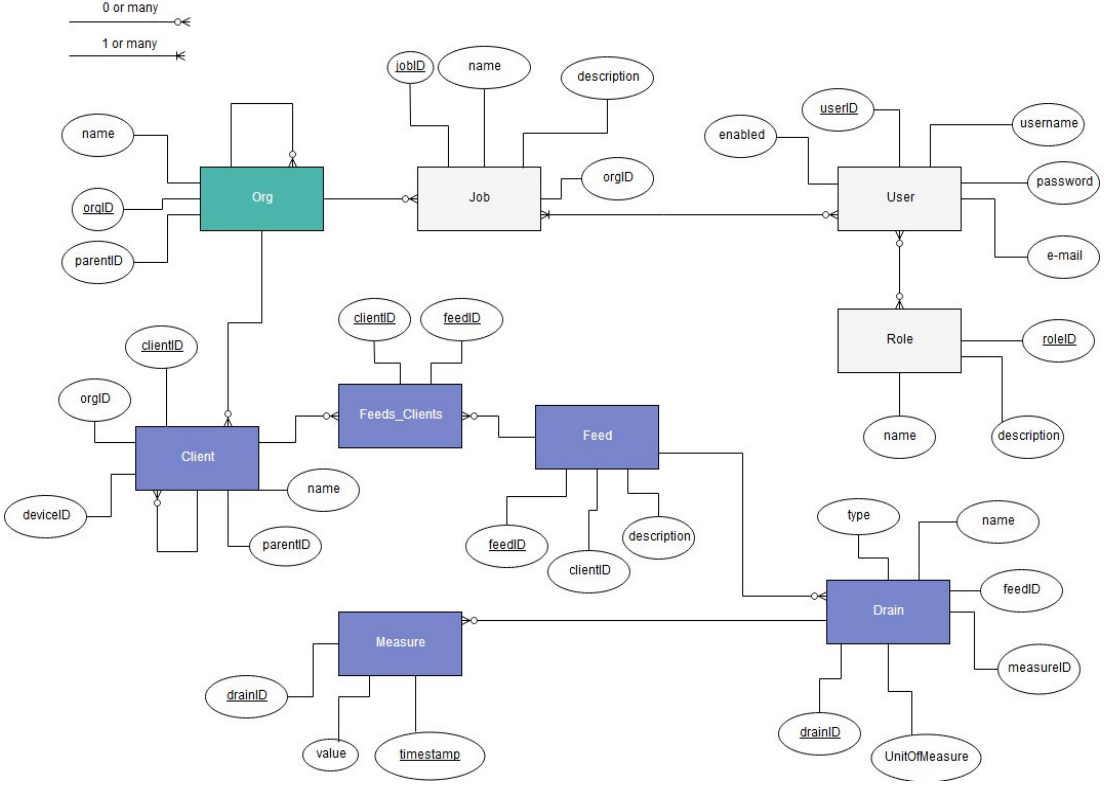 0 or many
1 or many
jobID
name
description
name
orgID
parentID
Org
Job
orgID
enabled
userID
username
password
e-mail
User
Role
roleID
name
description
clientID
orgID
deviceID
Client
name
parentID
clientID
feedID
Feeds_Clients
Feed
feedID
clientID
description
type
name
feedID
measureID
Drain
drainID
UnitOfMeasure
Measure
drainID
value
timestamp